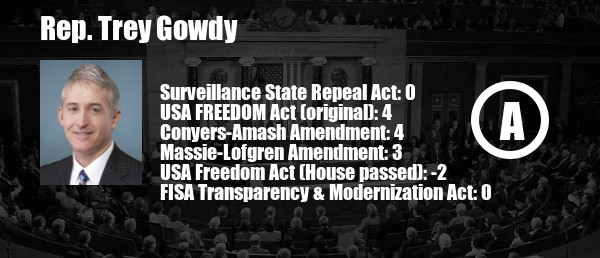 Rep. Trey Gowdy
Surveillance State Repeal Act: 0
USA FREEDOM Act (original): 4
Conyers-Amash Amendment: 4
Massie-Lofgren Amendment: 3
USA Freedom Act (House passed): -2
FISA Transparency & Modernization Act: 0
A